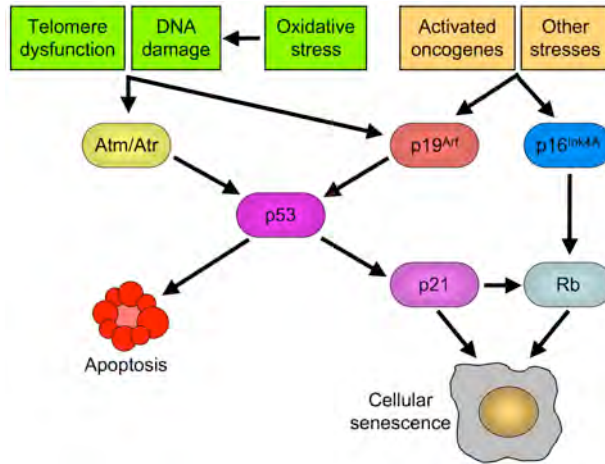 Telomere
dysfunction
DNA
damage
Oxidative
stress
Activated
oncogenes
Other
stresses
Atm/Atr
p19Arf
p16Ink4A
p53
p21
Rb
Apoptosis
Cellular
senescence